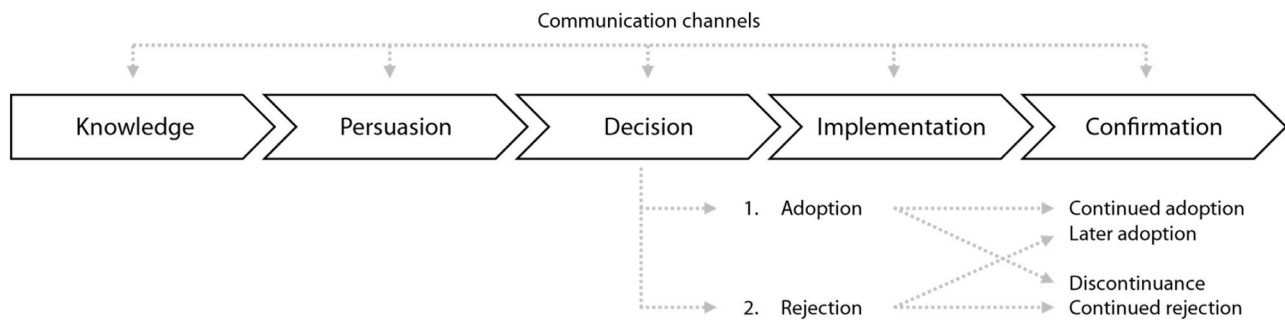 Communication channels
Knowledge
Persuasion
Decision
Implementation
Confirmation
1. Adoption
Continued adoption
Later adoption
Discontinuance
2. Rejection
Continued rejection